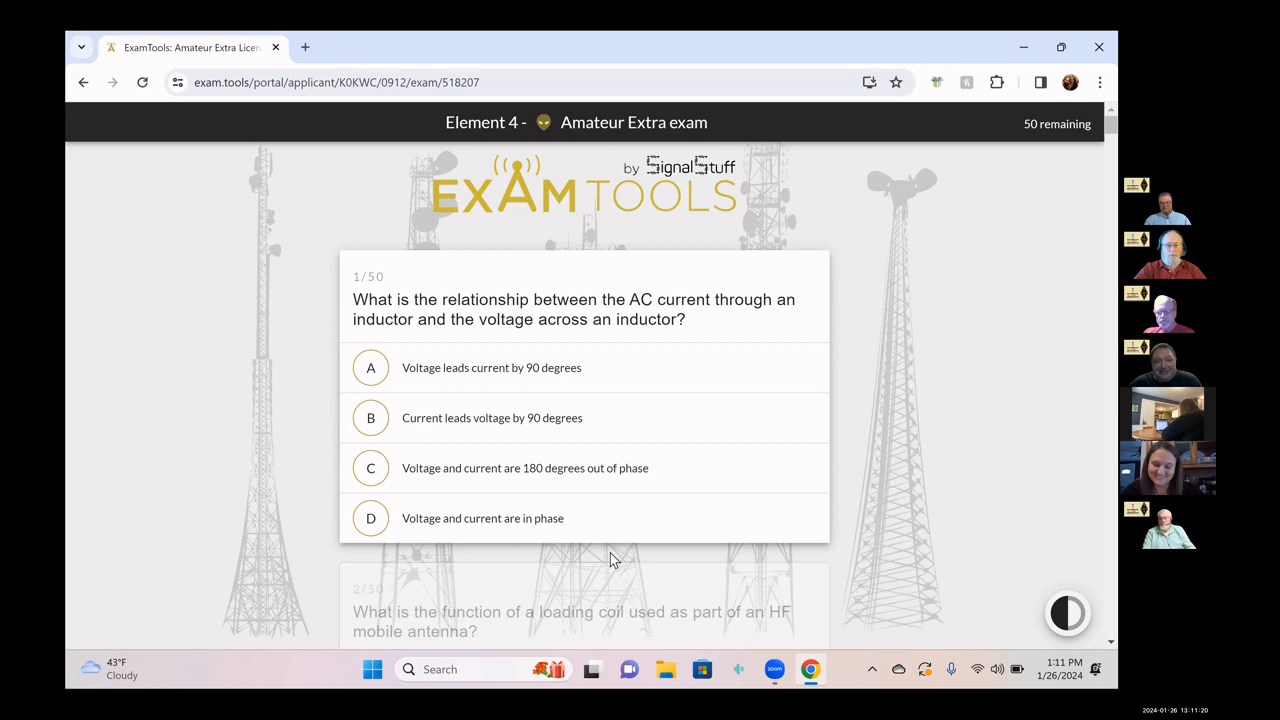 ExamTools: Amateur Extra Licen
exam.tools/portal/applicant/K0KWC/0912/exam/518207
Element 4 - Amateur Extra exam
50 remaining
by SignalStuff
EXAMTOOLS
1/50
What is the relationship between the AC current through an
inductor and the voltage across an inductor?
A Voltage leads current by 90 degrees
B Current leads voltage by 90 degrees
C Voltage and current are 180 degrees out of phase
D Voltage and current are in phase
2/50
What is the function of a loading coil used as part of an HF
mobile antenna?
43°F
Cloudy
Search
zoom
1:11 PM
1/26/2024
2024-01-26 13:11:20